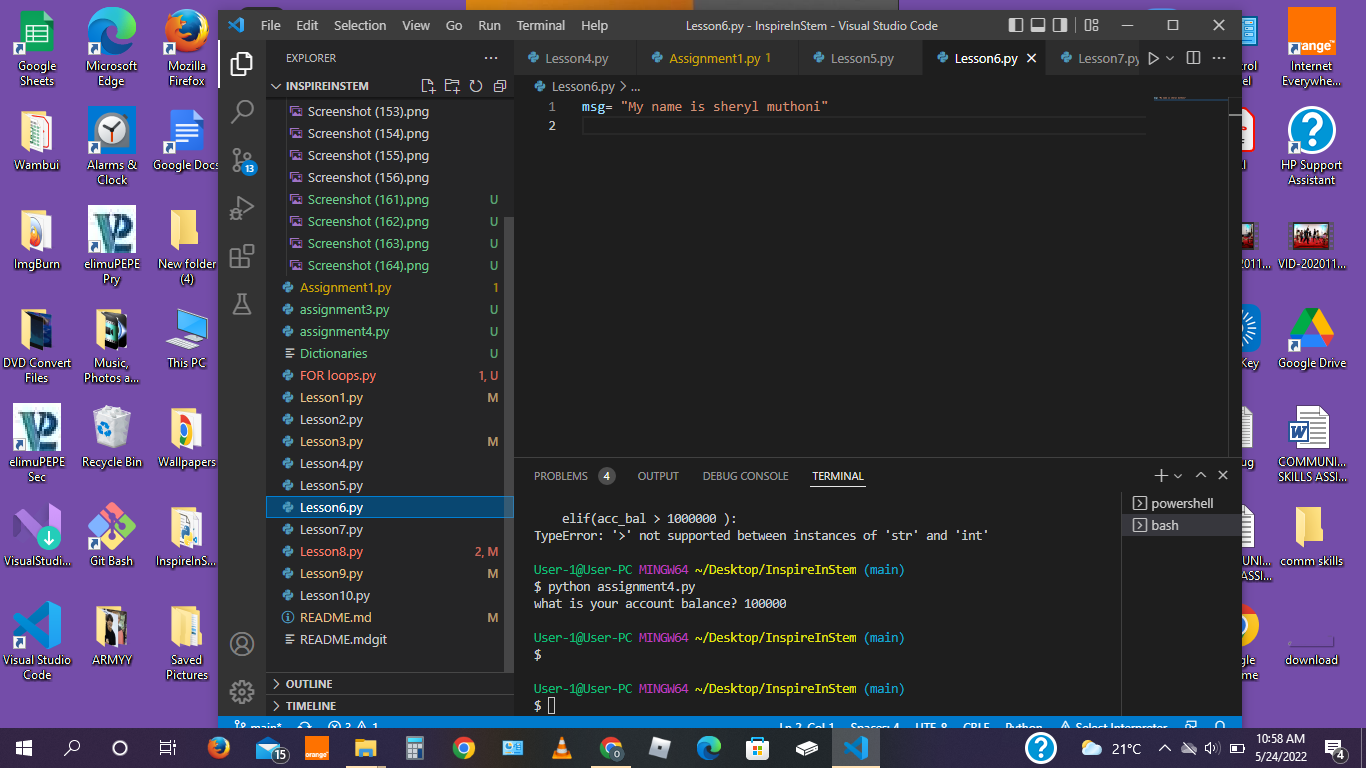 File Edit Selection View Go Run Terminal Help
Lesson6.py - InspireInStem - Visual Studio Code
EXPLORER
INSPIREINSTEM
Screenshot (153).png
Screenshot (154).png
Screenshot (155).png
Screenshot (156).png
Screenshot (161).png U
Screenshot (162).png U
Screenshot (163).png U
Screenshot (164).png U
Assignment1.py 1
assignment3.py U
assignment4.py U
Dictionaries U
FOR loops.py 1, U
Lesson1.py M
Lesson2.py
Lesson3.py M
Lesson4.py
Lesson5.py
Lesson6.py
Lesson7.py
Lesson8.py 2, M
Lesson9.py M
Lesson10.py
README.md M
README.mdgit
OUTLINE
TIMELINE
13
Lesson4.py Assignment1.py 1 Lesson5.py Lesson6.py Lesson7.py
Lesson6.py > ...
1 msg= "My name is sheryl muthoni"
2
PROBLEMS 4 OUTPUT DEBUG CONSOLE TERMINAL
powershell
bash
elif(acc_bal > 1000000 ):
TypeError: '>' not supported between instances of 'str' and 'int'
User-1@User-PC MINGW64 ~/Desktop/InspireInStem (main)
$ python assignment4.py
what is your account balance? 100000
User-1@User-PC MINGW64 ~/Desktop/InspireInStem (main)
$
User-1@User-PC MINGW64 ~/Desktop/InspireInStem (main)
$
main* 3 1 Ln 2, Col 1 Spaces: 4 UTF-8 CRLF Python Select Interpreter
Google Sheets
Microsoft Edge
Mozilla Firefox
Wambui
Alarms & Clock
Google Docs
ImgBurn
elimuPEPE Pry
New folder (4)
DVD Convert Files
Music, Photos a...
This PC
elimuPEPE Sec
Recycle Bin
Wallpapers
VisualStudi...
Git Bash
InspireInS...
Visual Studio Code
ARMYY
Saved Pictures
orange
Internet Everywhe...
HP Support Assistant
VID-202011...
Google Drive
COMMUNI... SKILLS ASSI...
comm skills
download
15
orange
21°C
10:58 AM
5/24/2022
4